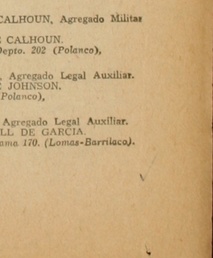 CALHOUN, Agregado Militar
CALHOUN.
Depto. 202 (Polanco),
, Agregado Legal Auxiliar.
JOHNSON.
Polanco),
Agregado Legal Auxiliar.
LL DE GARCIA.
ama 170. (Lomas-Barrilaco).